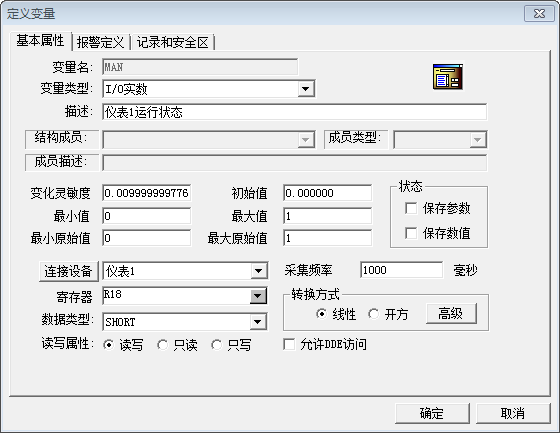 定义变量
基本属性 报警定义 记录和安全区
变量名: MAN
变量类型: I/O实数
描述: 仪表1运行状态
结构成员: 成员类型:
成员描述:
变化灵敏度 0.009999999776 初始值 0.000000 状态
最小值 0 最大值 1 保存参数
最小原始值 0 最大原始值 1 保存数值
连接设备 仪表1 采集频率 1000 毫秒
寄存器 R18 转换方式
数据类型: SHORT 线性 开方 高级
读写属性: 读写 只读 只写 允许DDE访问
确定 取消